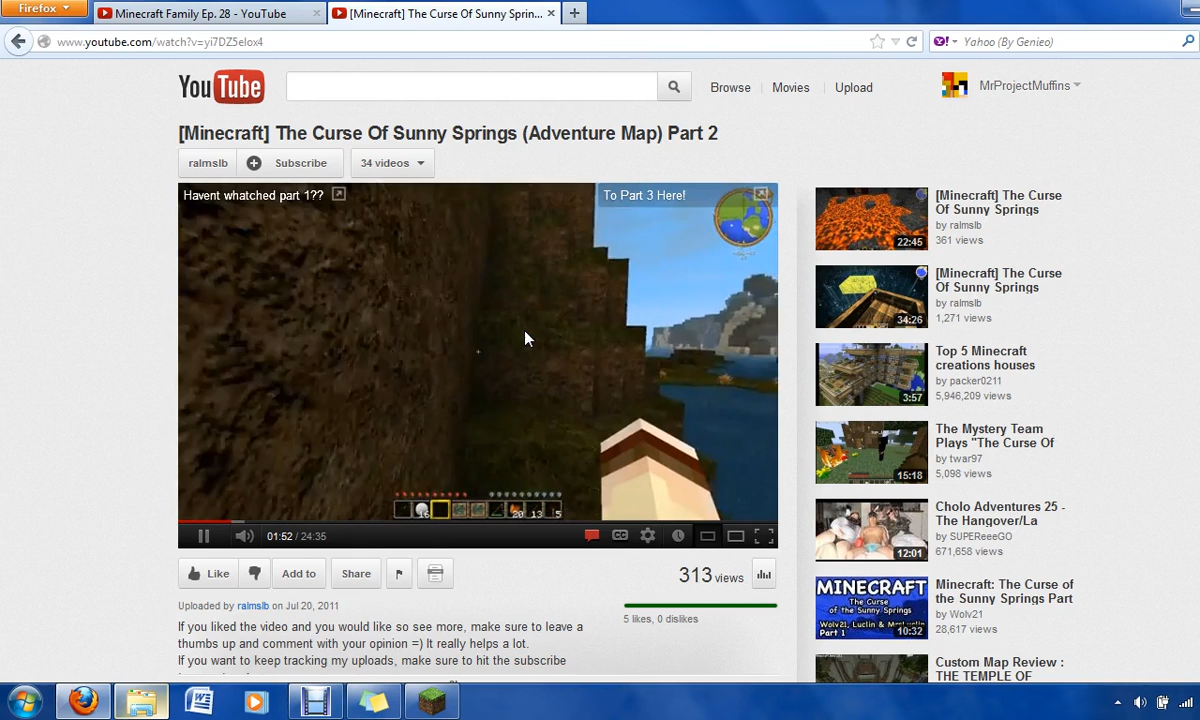 Firefox
Minecraft Family Ep. 28 - YouTube
[Minecraft] The Curse Of Sunny Sprin...
www.youtube.com/watch?v=yi7DZ5elox4
Yahoo (By Genieo)
YouTube
Browse
Movies
Upload
MrProjectMuffins
[Minecraft] The Curse Of Sunny Springs (Adventure Map) Part 2
ralmslb
Subscribe
34 videos
Havent whatched part 1??
To Part 3 Here!
16
20
13
5
01:52 / 24:35
CC
Like
Add to
Share
313 views
Uploaded by ralmslb on Jul 20, 2011
5 likes, 0 dislikes
If you liked the video and you would like so see more, make sure to leave a
thumbs up and comment with your opinion =) It really helps a lot.
If you want to keep tracking my uploads, make sure to hit the subscribe
22:45
[Minecraft] The Curse
Of Sunny Springs
by ralmslb
361 views
34:26
[Minecraft] The Curse
Of Sunny Springs
by ralmslb
1,271 views
3:57
Top 5 Minecraft
creations houses
by packer0211
5,946,209 views
15:18
The Mystery Team
Plays "The Curse Of
by twar97
5,098 views
12:01
Cholo Adventures 25 -
The Hangover/La
by SUPEReeeGO
671,658 views
MINECRAFT
The Curse
of the Sunny Springs
Wolv21, Luclin &
Part 1
10:32
Minecraft: The Curse of
the Sunny Springs Part
by Wolv21
28,617 views
Custom Map Review :
THE TEMPLE OF